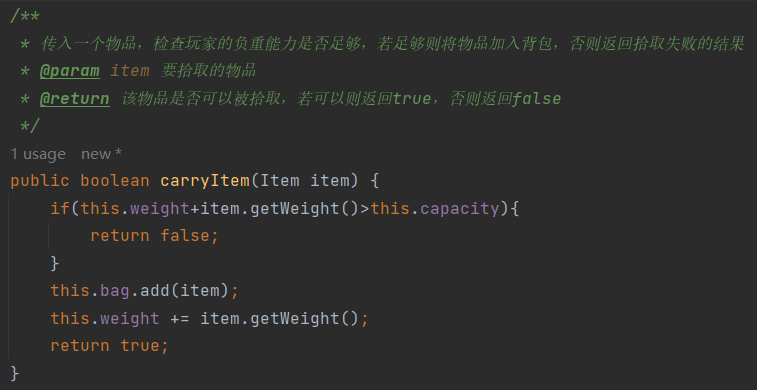 /**
 * 传入一个物品，检查玩家的负重能力是否足够，若足够则将物品加入背包，否则返回拾取失败的结果
 * @param item 要拾取的物品
 * @return 该物品是否可以被拾取，若可以则返回true，否则返回false
 */
1 usage new *
public boolean carryItem(Item item) {
    if(this.weight+item.getWeight()>this.capacity){
        return false;
    }
    this.bag.add(item);
    this.weight += item.getWeight();
    return true;
}